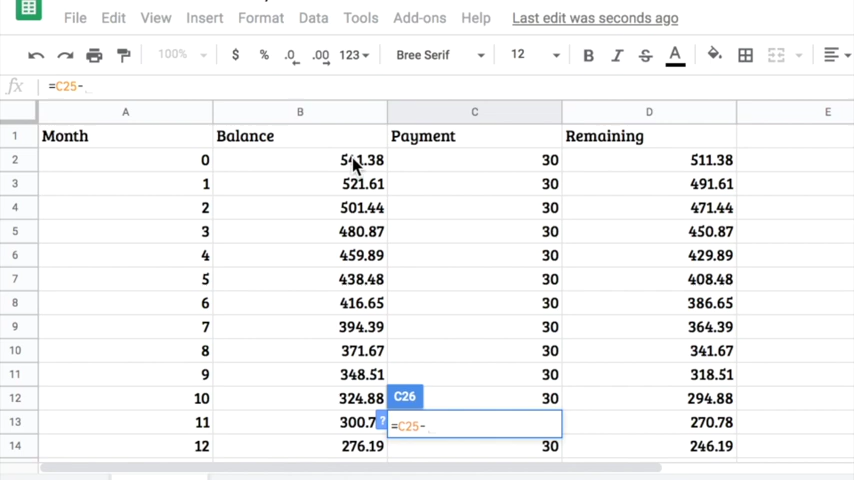 File Edit View Insert Format Data Tools Add-ons Help Last edit was seconds ago
100% $ % .0 .00 123 Bree Serif 12 B I S A
fx =C25-
A B C D E
1 Month Balance Payment Remaining
2 0 541.38 30 511.38
3 1 521.61 30 491.61
4 2 501.44 30 471.44
5 3 480.87 30 450.87
6 4 459.89 30 429.89
7 5 438.48 30 408.48
8 6 416.65 30 386.65
9 7 394.39 30 364.39
10 8 371.67 30 341.67
11 9 348.51 30 318.51
12 10 324.88 C26 30 294.88
13 11 300.7 ? =C25- 270.78
14 12 276.19 30 246.19